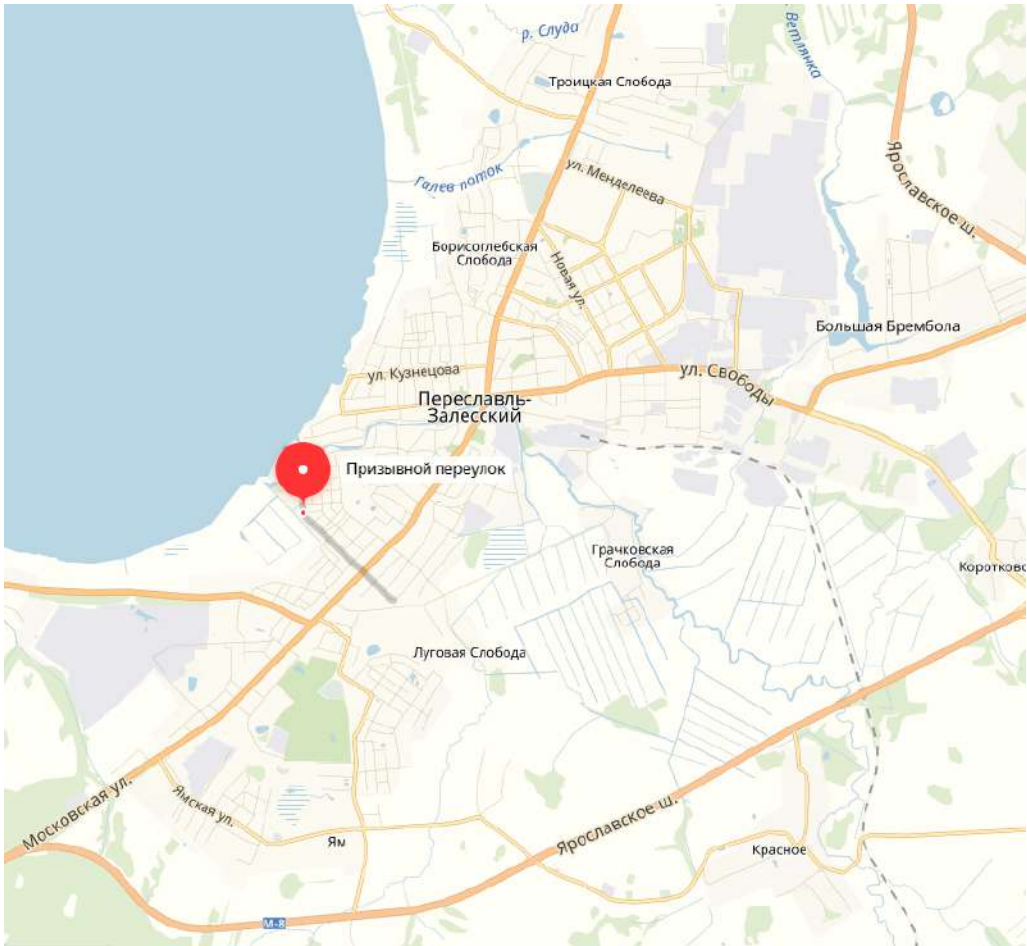 р. Слуда
Ветлянка
Троицкая Слобода
Галев поток
ул. Менделеева
Ярославское ш.
Борисоглебская
Слобода
Новая ул.
Большая Брембола
ул. Кузнецова
ул. Свободы
Переславль-
Залесский
Призывной переулок
Грачковская
Слобода
Коротково
Луговая Слобода
Московская ул.
Ямская ул.
Ям
Ярославское ш.
Красное
М-8